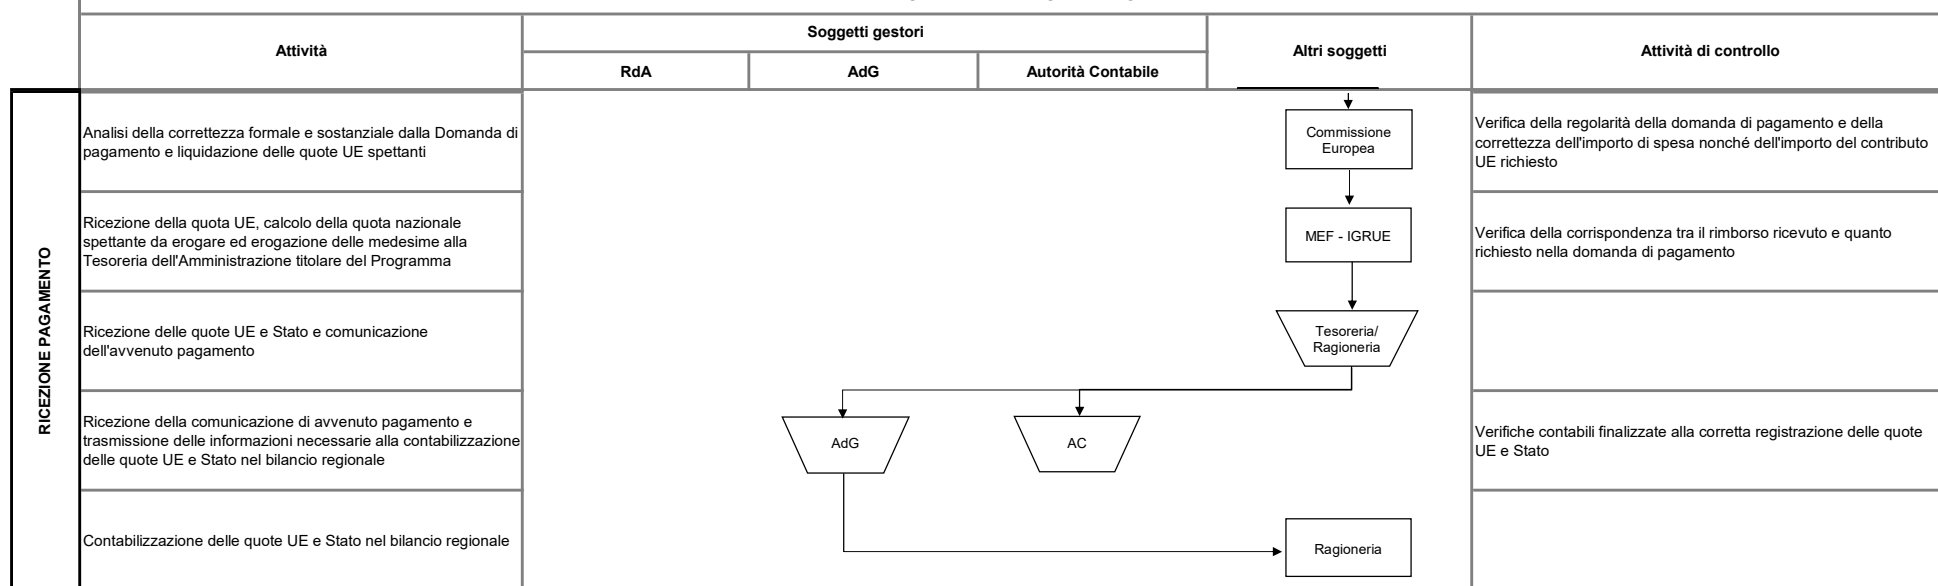 Attività
Soggetti gestori
RdA
AdG
Autorità Contabile
Altri soggetti
Attività di controllo
RICEZIONE PAGAMENTO
Analisi della correttezza formale e sostanziale dalla Domanda di
pagamento e liquidazione delle quote UE spettanti
Commissione
Europea
Verifica della regolarità della domanda di pagamento e della
correttezza dell'importo di spesa nonché dell'importo del contributo
UE richiesto
Ricezione della quota UE, calcolo della quota nazionale
spettante da erogare ed erogazione delle medesime alla
Tesoreria dell'Amministrazione titolare del Programma
MEF - IGRUE
Verifica della corrispondenza tra il rimborso ricevuto e quanto
richiesto nella domanda di pagamento
Ricezione delle quote UE e Stato e comunicazione
dell'avvenuto pagamento
Tesoreria/
Ragioneria
Ricezione della comunicazione di avvenuto pagamento e
trasmissione delle informazioni necessarie alla contabilizzazione
delle quote UE e Stato nel bilancio regionale
AdG
AC
Verifiche contabili finalizzate alla corretta registrazione delle quote
UE e Stato
Contabilizzazione delle quote UE e Stato nel bilancio regionale
Ragioneria